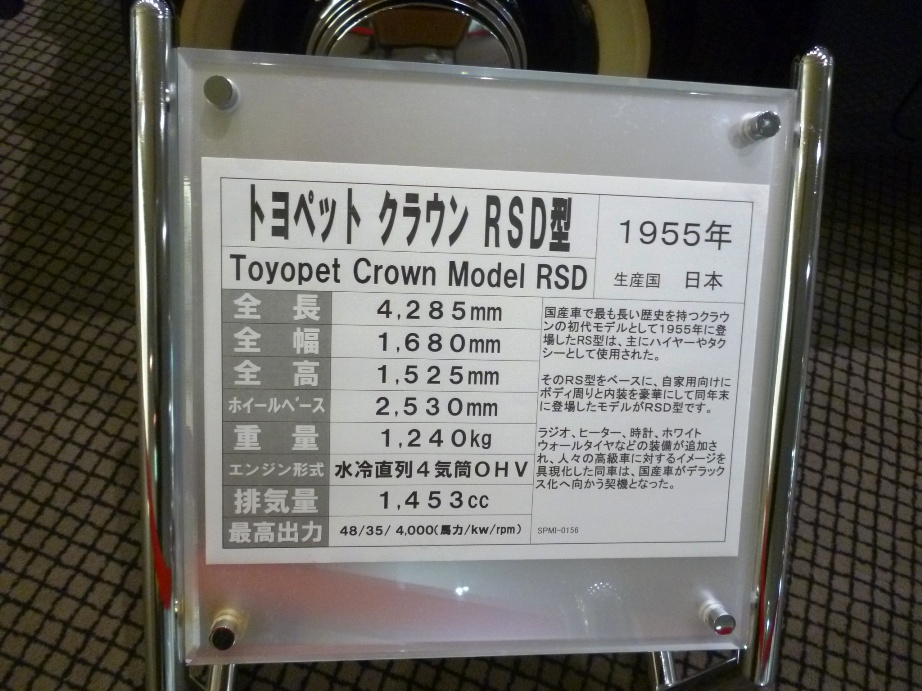 トヨペット クラウン RSD型
1955年
Toyopet Crown Model RSD
生産国 日本
全長 4,285mm
全幅 1,680mm
全高 1,525mm
ホイールベース 2,530mm
重量 1,240kg
エンジン形式 水冷直列4気筒OHV
排気量 1,453cc
最高出力 48/35/4,000(馬力/kw/rpm)
国産車で最も長い歴史を持つクラウ
ンの初代モデルとして1955年に登
場したRS型は、主にハイヤーやタク
シーとして使用された。
そのRS型をベースに、自家用向けに
ボディ周りと内装を豪華にして同年末
に登場したモデルがRSD型です。
ラジオ、ヒーター、時計、ホワイト
ウォールタイヤなどの装備が追加さ
れ、人々の高級車に対するイメージを
具現化した同車は、国産車がデラック
ス化へ向かう契機となった。
SPMI-0156